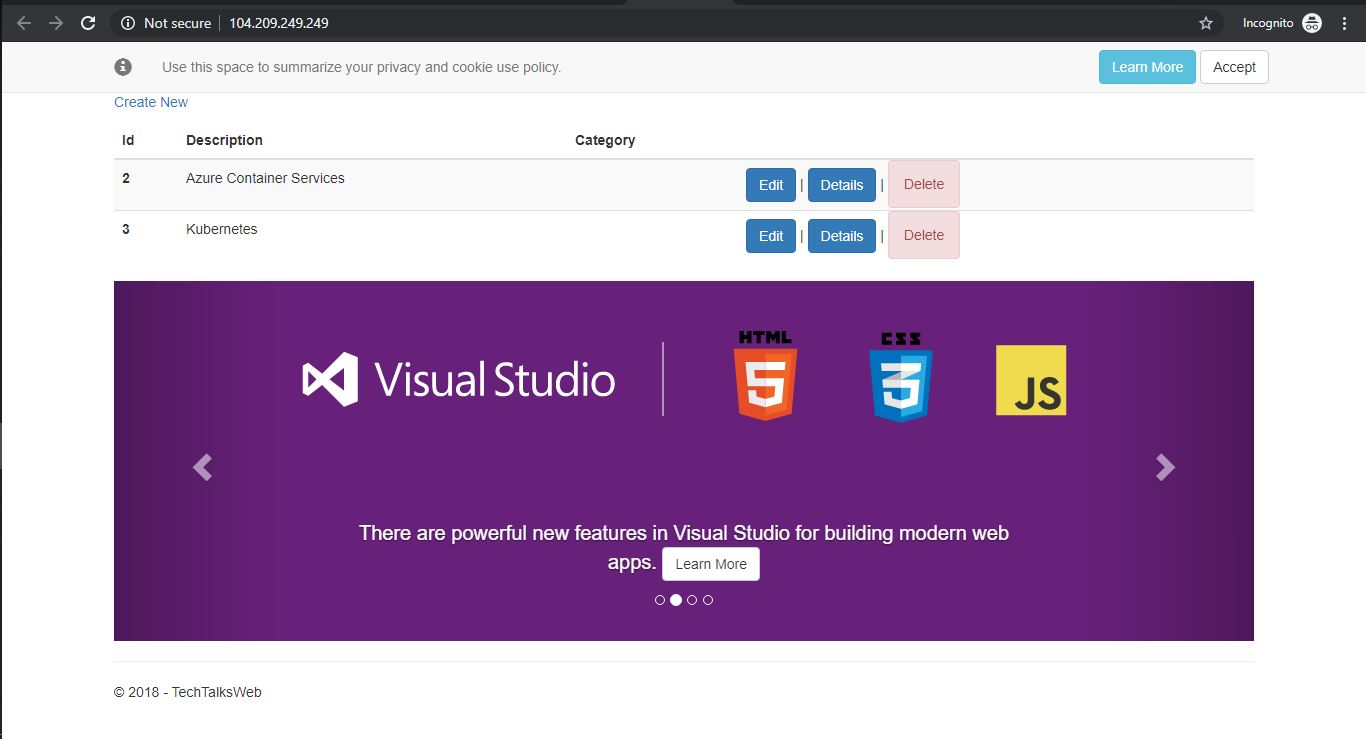 Not secure | 104.209.249.249 Incognito
Use this space to summarize your privacy and cookie use policy. Learn More Accept
Create New
Id Description Category
2 Azure Container Services Edit | Details | Delete
3 Kubernetes Edit | Details | Delete
Visual Studio HTML 5 CSS 3 JS
There are powerful new features in Visual Studio for building modern web
apps. Learn More
© 2018 - TechTalksWeb